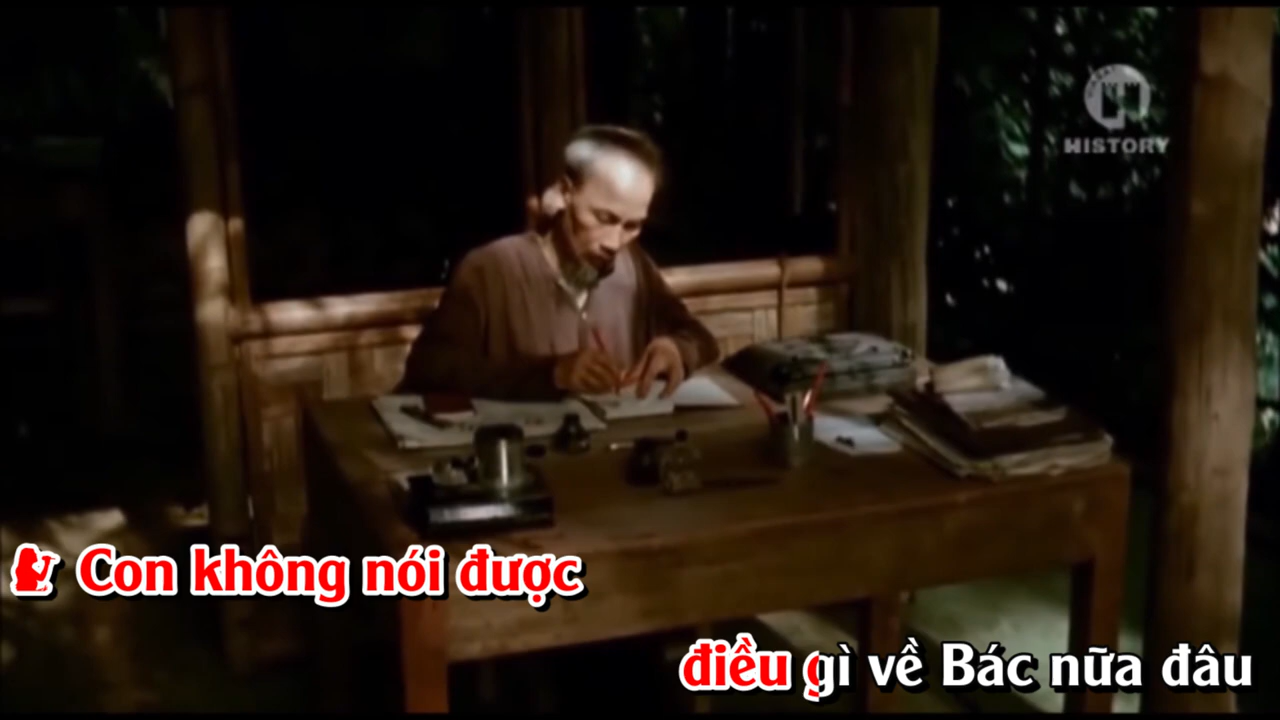 HISTORY
Con không nói được
điều gì về Bác nữa đâu